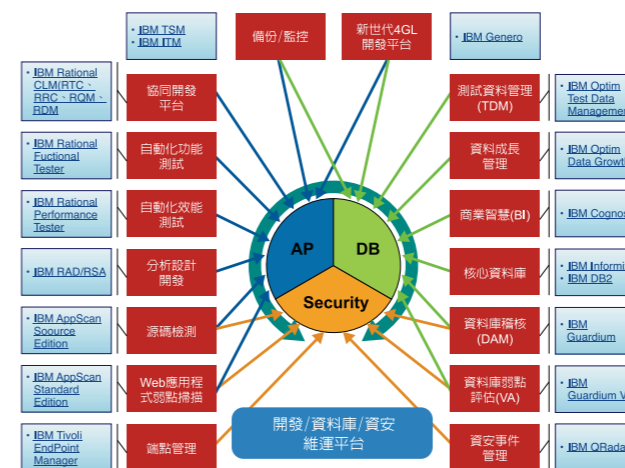 • IBM TSM
• IBM ITM
備份/監控
新世代4GL
開發平台
• IBM Genero
• IBM Rational
CLM(RTC、
RRC、RQM、
RDM
協同開發
平台
測試資料管理
(TDM)
• IBM Optim
Test Data
Managemen
• IBM Rational
Fuctional
Tester
自動化功能
測試
資料成長
管理
• IBM Optim
Data Growth
• IBM Rational
Performance
Tester
自動化效能
測試
商業智慧(BI)
• IBM Cognos
AP
DB
Security
• IBM RAD/RSA
分析設計
開發
核心資料庫
• IBM Informi
• IBM DB2
• IBM AppScan
Soource
Edition
源碼檢測
資料庫稽核
(DAM)
• IBM
Guardium
• IBM AppScan
Standard
Edition
Web應用程
式弱點掃描
資料庫弱點
評估(VA)
• IBM
Guardium V
• IBM Tivoli
EndPoint
Manager
端點管理
開發/資料庫/資安
維運平台
資安事件
管理
• IBM QRada